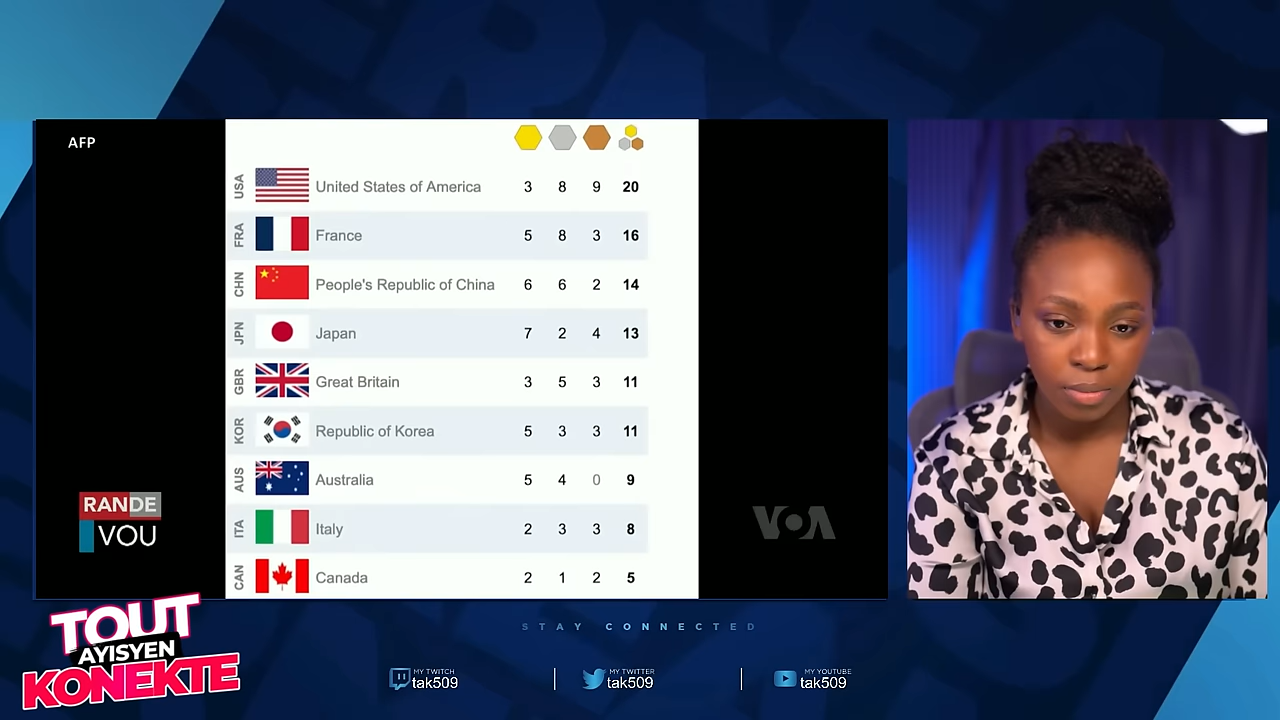 AFP
USA United States of America 3 8 9 20
FRA France 5 8 3 16
CHN People's Republic of China 6 6 2 14
JPN Japan 7 2 4 13
GBR Great Britain 3 5 3 11
KOR Republic of Korea 5 3 3 11
AUS Australia 5 4 0 9
ITA Italy 2 3 3 8
CAN Canada 2 1 2 5
RANDE
VOU
VOA
TOUT
AYISYEN
KONEKTE
STAY CONNECTED
MY TWITCH
tak509
MY TWITTER
tak509
MY YOUTUBE
tak509